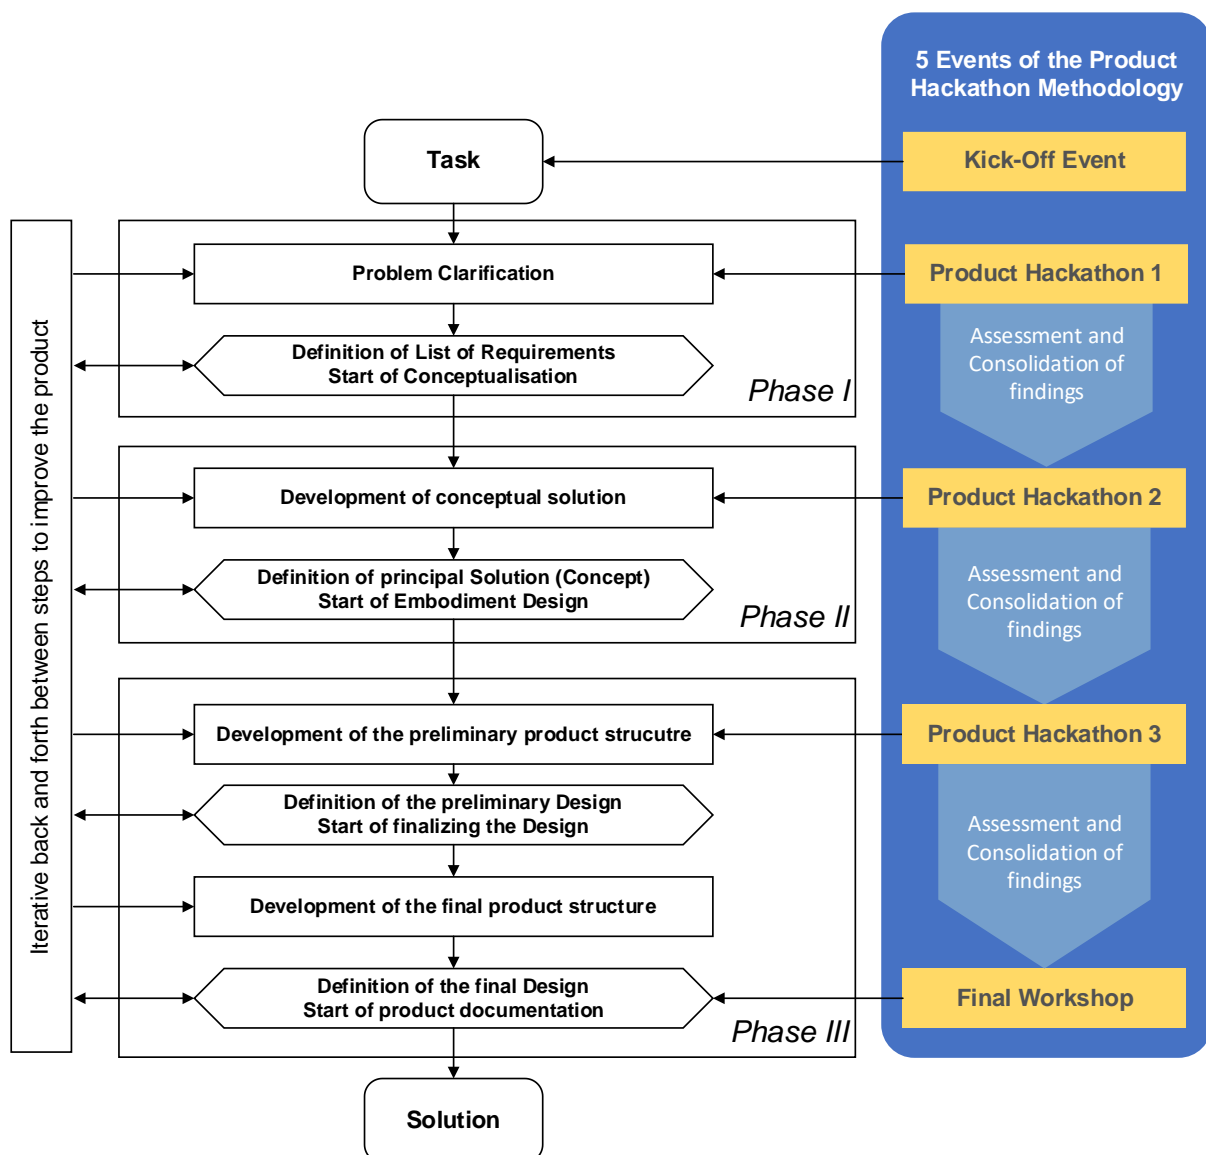 5 Events of the Product
Hackathon Methodology
Task
Kick-Off Event
Iterative back and forth between steps to improve the product
Problem Clarification
Product Hackathon 1
Definition of List of Requirements
Start of Conceptualisation
Phase I
Assessment and
Consolidation of
findings
Development of conceptual solution
Product Hackathon 2
Definition of principal Solution (Concept)
Start of Embodiment Design
Phase II
Assessment and
Consolidation of
findings
Development of the preliminary product strucutre
Product Hackathon 3
Definition of the preliminary Design
Start of finalizing the Design
Assessment and
Consolidation of
findings
Development of the final product structure
Definition of the final Design
Start of product documentation
Phase III
Final Workshop
Solution